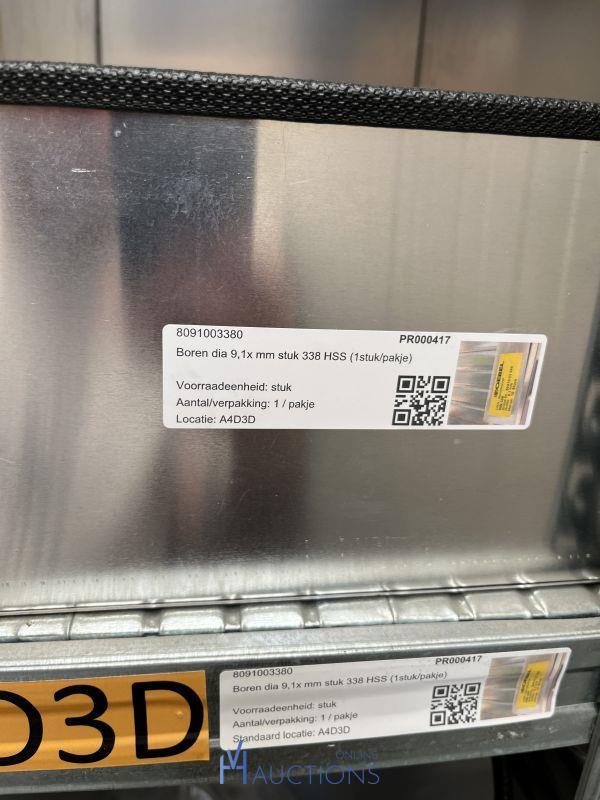 8091003380 PR000417
Boren dia 9,1x mm stuk 338 HSS (1stuk/pakje)
Voorraadeenheid: stuk
Aantal/verpakking: 1 / pakje
Locatie: A4D3D
8091003380 PR000417
Boren dia 9,1x mm stuk 338 HSS (1stuk/pakje)
Voorraadeenheid: stuk
Aantal/verpakking: 1 / pakje
Standaard locatie: A4D3D
D3D
ONLINE
AUCTIONS